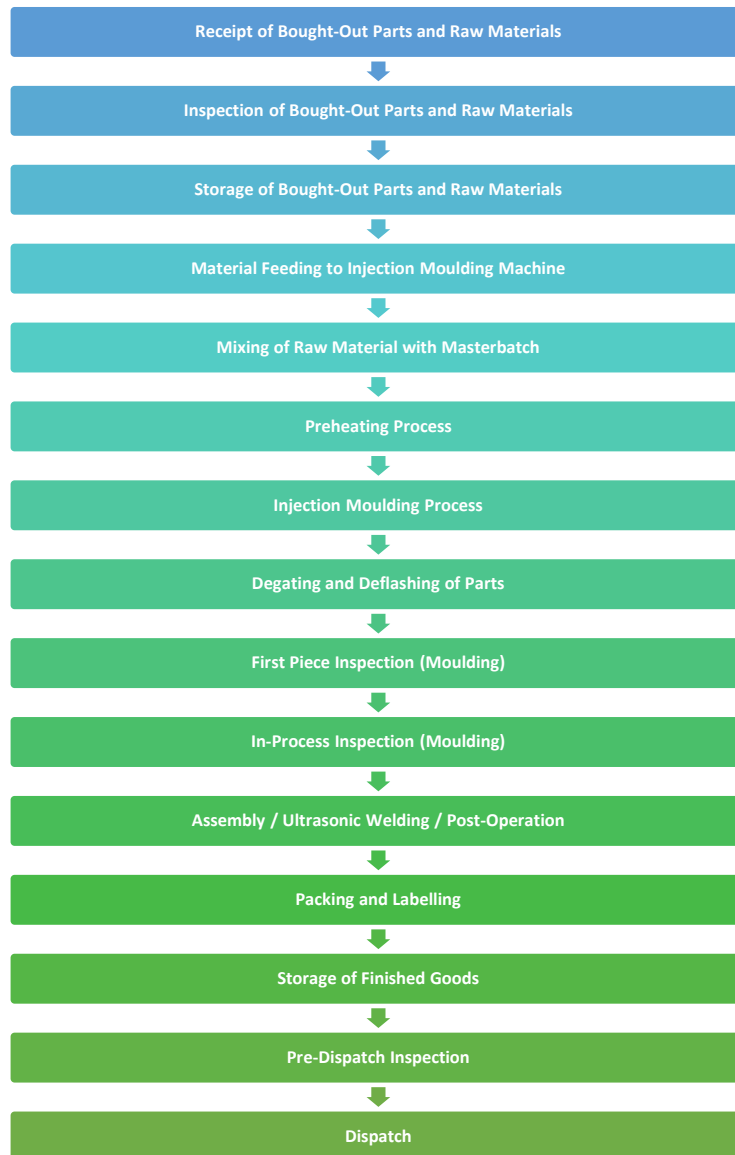 Receipt of Bought-Out Parts and Raw Materials
Inspection of Bought-Out Parts and Raw Materials
Storage of Bought-Out Parts and Raw Materials
Material Feeding to Injection Moulding Machine
Mixing of Raw Material with Masterbatch
Preheating Process
Injection Moulding Process
Degating and Deflashing of Parts
First Piece Inspection (Moulding)
In-Process Inspection (Moulding)
Assembly / Ultrasonic Welding / Post-Operation
Packing and Labelling
Storage of Finished Goods
Pre-Dispatch Inspection
Dispatch